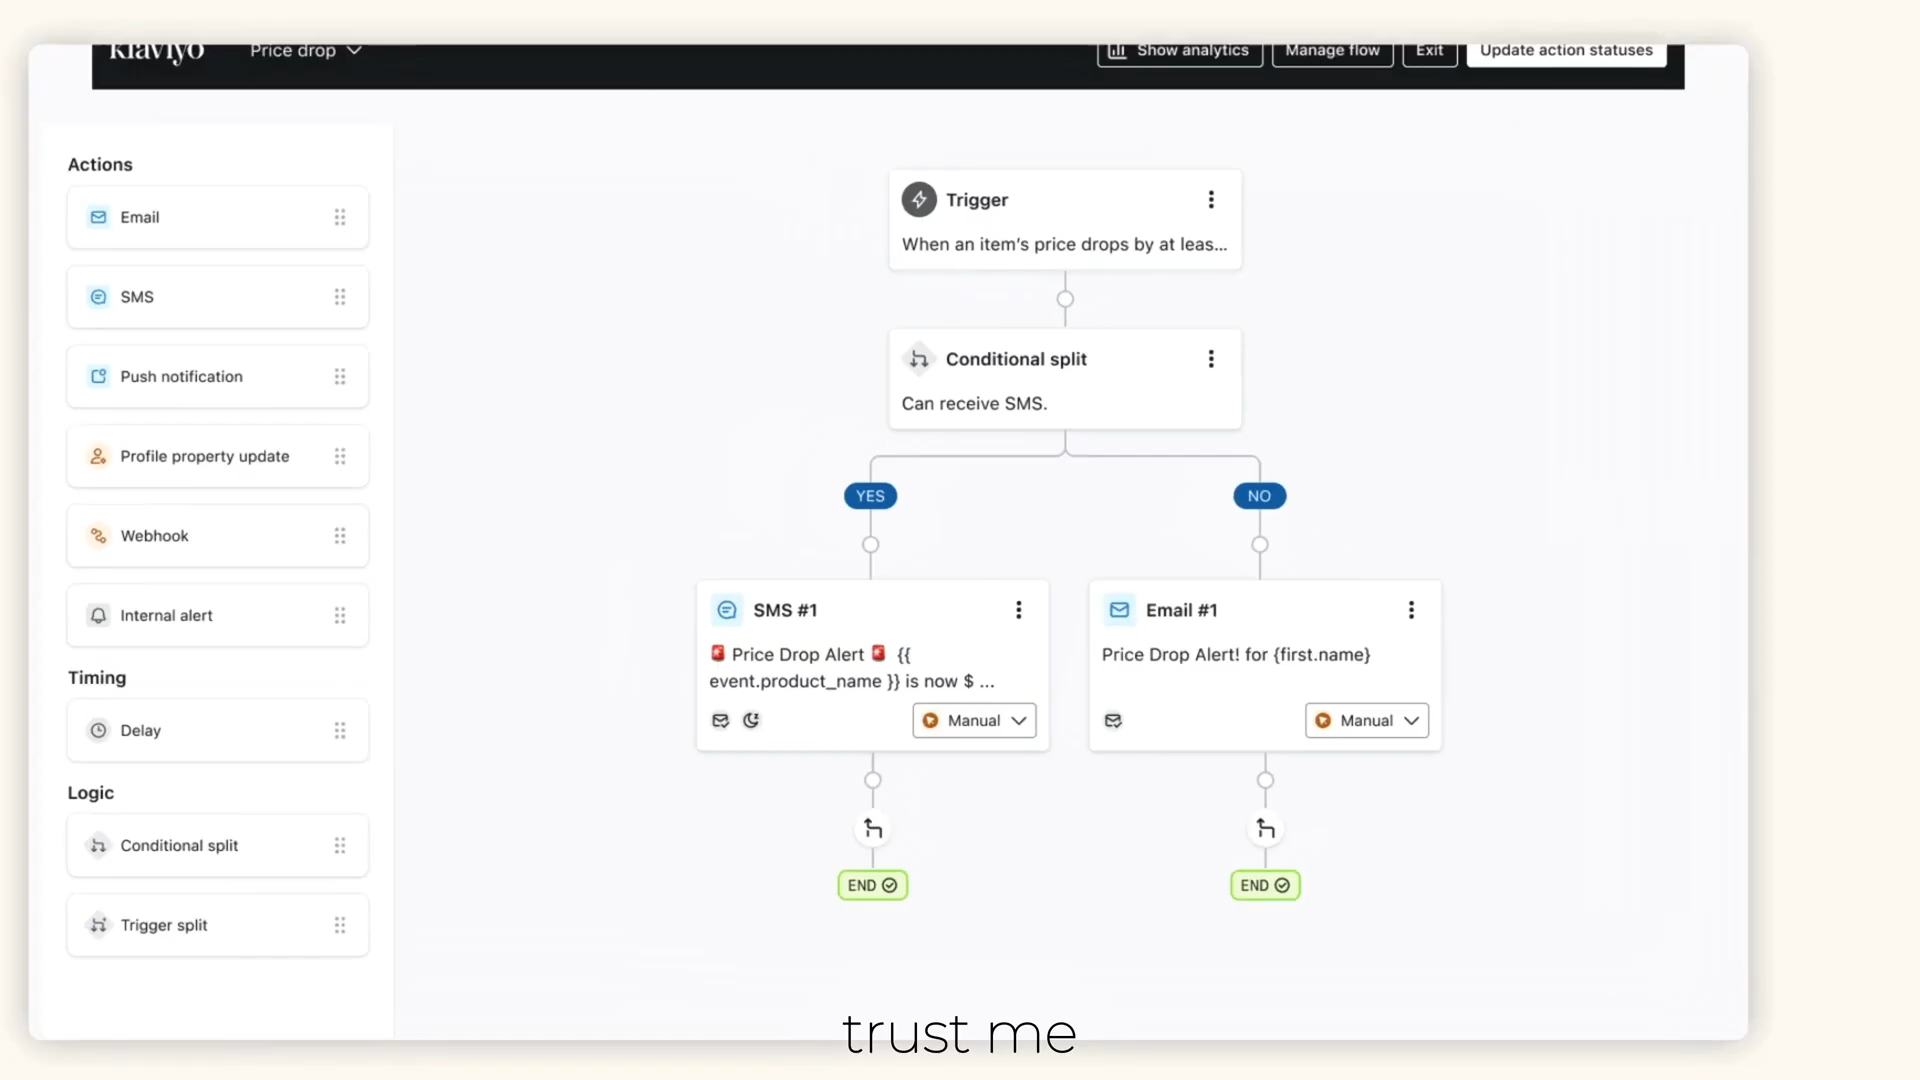 klaviyo
Price drop
Show analytics
Manage flow
Exit
Update action statuses
Actions
Email
SMS
Push notification
Profile property update
Webhook
Internal alert
Timing
Delay
Logic
Conditional split
Trigger split
Trigger
When an item's price drops by at leas...
Conditional split
Can receive SMS.
YES
NO
SMS #1
🚨 Price Drop Alert 🚨 {{
event.product_name }} is now $ ...
Manual
END
Email #1
Price Drop Alert! for {first.name}
Manual
END
trust me